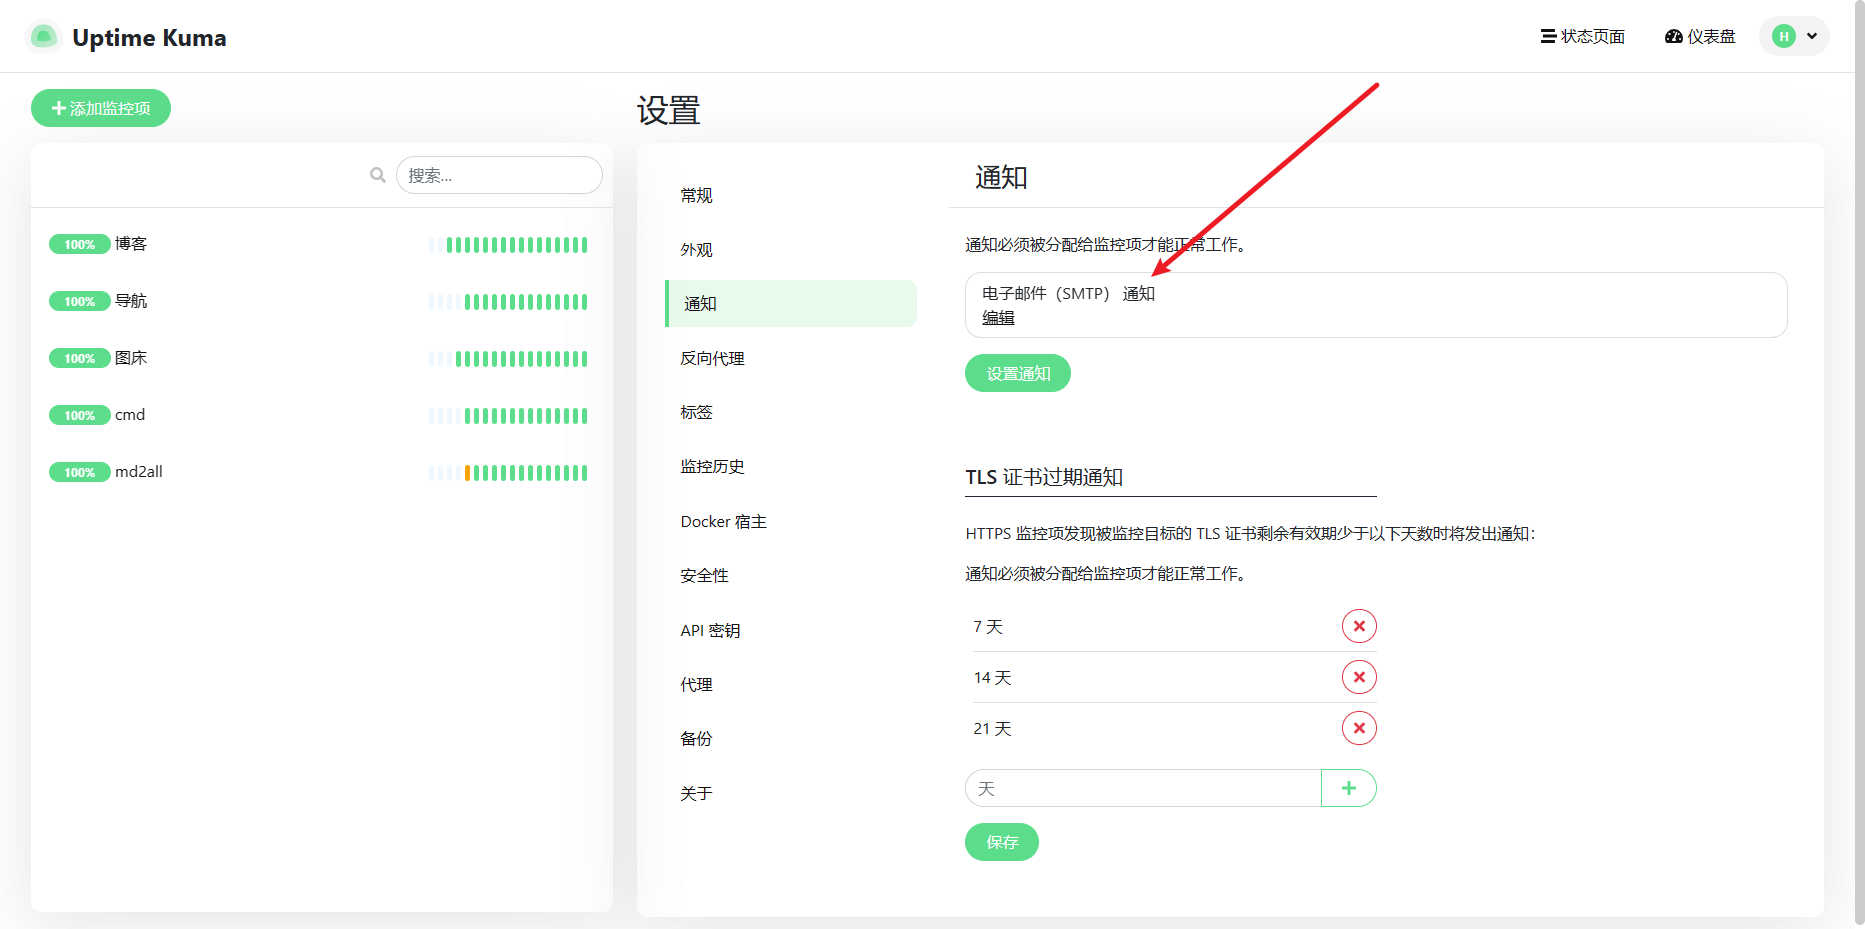 Uptime Kuma
状态页面
仪表盘
H
添加监控项
设置
搜索...
100% 博客
100% 导航
100% 图床
100% cmd
100% md2all
常规
外观
通知
反向代理
标签
监控历史
Docker 宿主
安全性
API 密钥
代理
备份
关于
通知
通知必须被分配给监控项才能正常工作。
电子邮件（SMTP） 通知
编辑
设置通知
TLS 证书过期通知
HTTPS 监控项发现被监控目标的 TLS 证书剩余有效期少于以下天数时将发出通知：
通知必须被分配给监控项才能正常工作。
7 天
14 天
21 天
天
保存